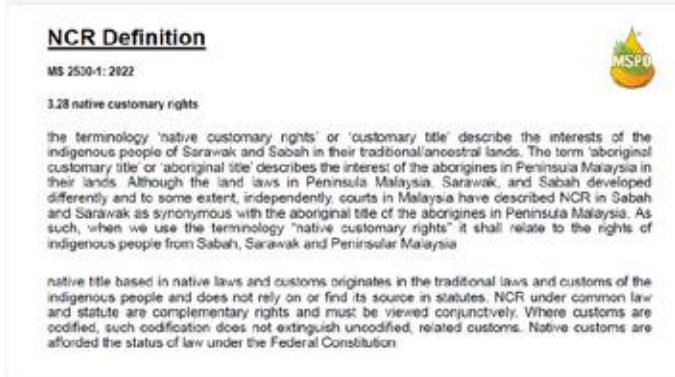 NCR Definition
MSPO
MS 2530-1: 2022
3.28 native customary rights
the terminology 'native customary rights' or 'customary title' describe the interests of the
indigenous people of Sarawak and Sabah in their traditional/ancestral lands. The term 'aboriginal
customary title' or 'aboriginal title' describes the interest of the aborigines in Peninsula Malaysia in
their lands. Although the land laws in Peninsula Malaysia, Sarawak, and Sabah developed
differently and to some extent, independently, courts in Malaysia have described NCR in Sabah
and Sarawak as synonymous with the aboriginal title of the aborigines in Peninsula Malaysia. As
such, when we use the terminology "native customary rights" it shall relate to the rights of
indigenous people from Sabah, Sarawak and Peninsular Malaysia
native title based in native laws and customs originates in the traditional laws and customs of the
indigenous people and does not rely on or find its source in statutes. NCR under common law
and statute are complementary rights and must be viewed conjunctively. Where customs are
codified, such codification does not extinguish uncodified, related customs. Native customs are
afforded the status of law under the Federal Constitution